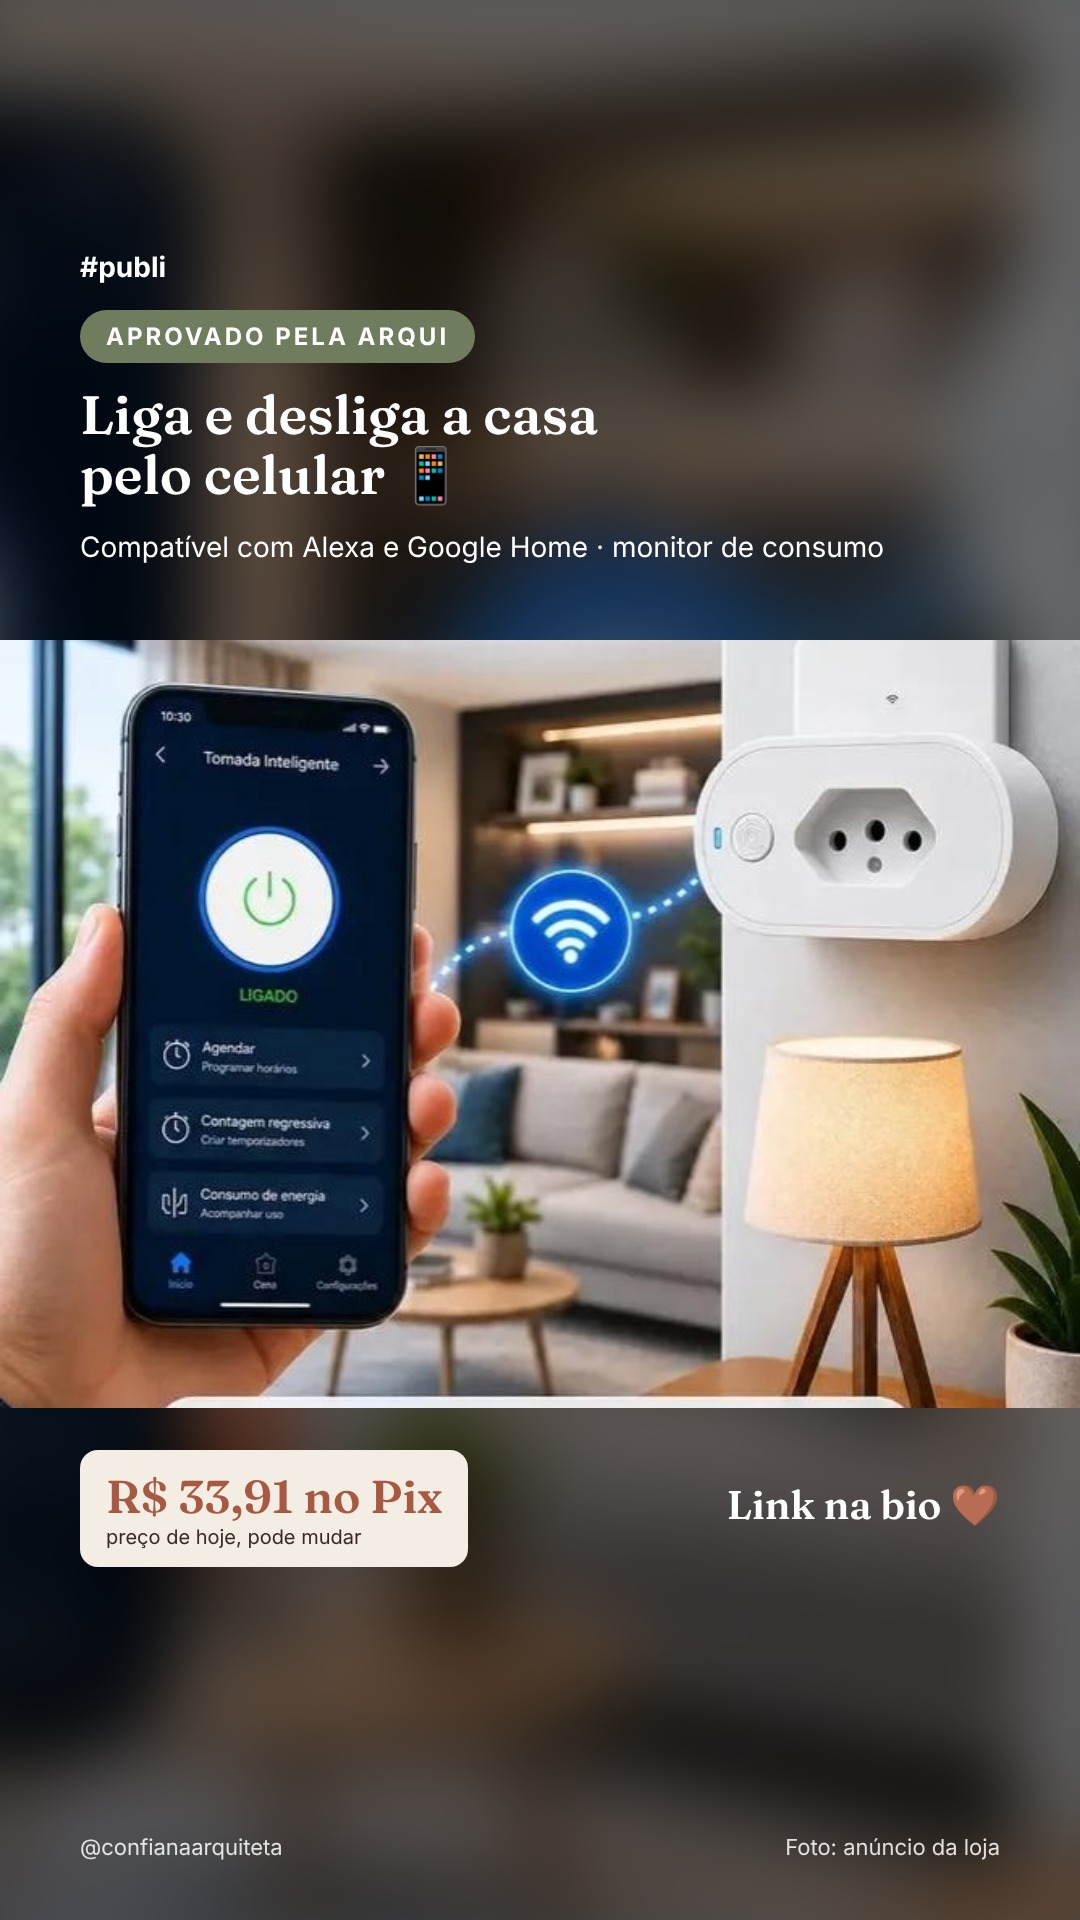 #publi
APROVADO PELA ARQUI
Liga e desliga a casa
pelo celular
Compatível com Alexa e Google Home · monitor de consumo
10:30
Tomada Inteligente
LIGADO
Agendar
Programar horários
Contagem regressiva
Criar temporizadores
Consumo de energia
Acompanhar uso
Início
Cena
Configurações
R$ 33,91 no Pix
preço de hoje, pode mudar
Link na bio
@confianaarquiteta
Foto: anúncio da loja